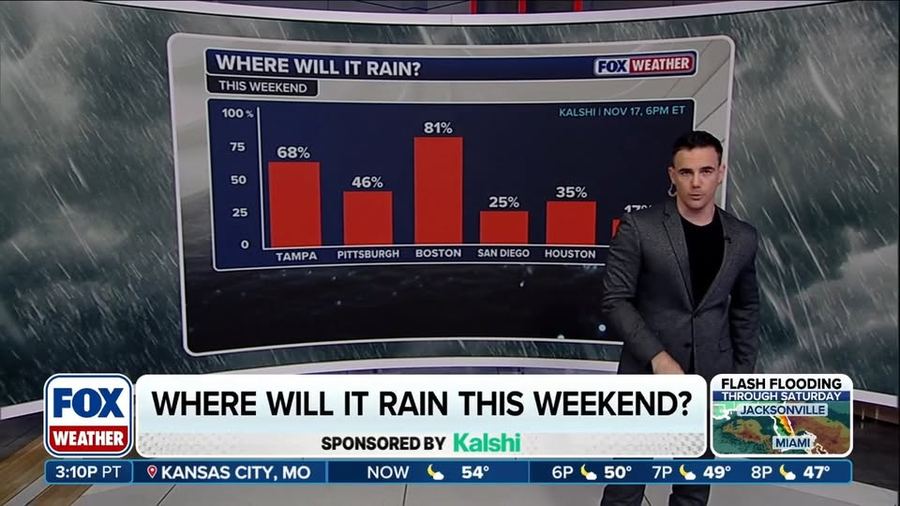 WHERE WILL IT RAIN?
FOX WEATHER
THIS WEEKEND
KALSHI | NOV 17, 6PM ET
100 %
75
50
25
0
68%
46%
81%
25%
35%
17%
TAMPA
PITTSBURGH
BOSTON
SAN DIEGO
HOUSTON
FOX
WEATHER
WHERE WILL IT RAIN THIS WEEKEND?
SPONSORED BY Kalshi
FLASH FLOODING
THROUGH SATURDAY
JACKSONVILLE
MIAMI
3:10P PT
KANSAS CITY, MO
NOW 54°
6P 50°
7P 49°
8P 47°